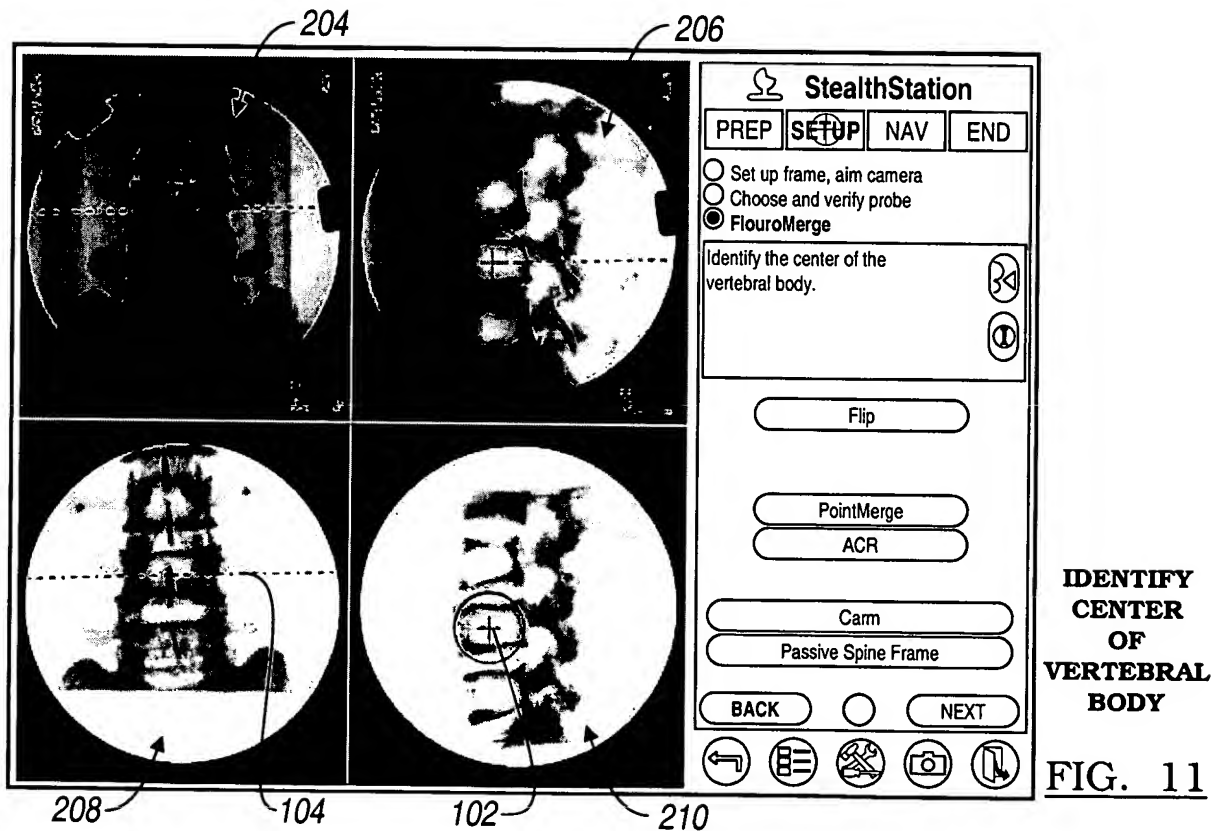 204
206
StealthStation
PREP SETUP NAV END
Set up frame, aim camera
Choose and verify probe
FlouroMerge
Identify the center of the
vertebral body.
Flip
PointMerge
ACR
Carm
Passive Spine Frame
BACK NEXT
IDENTIFY
CENTER
OF
VERTEBRAL
BODY
208
104
102
210
FIG. 11